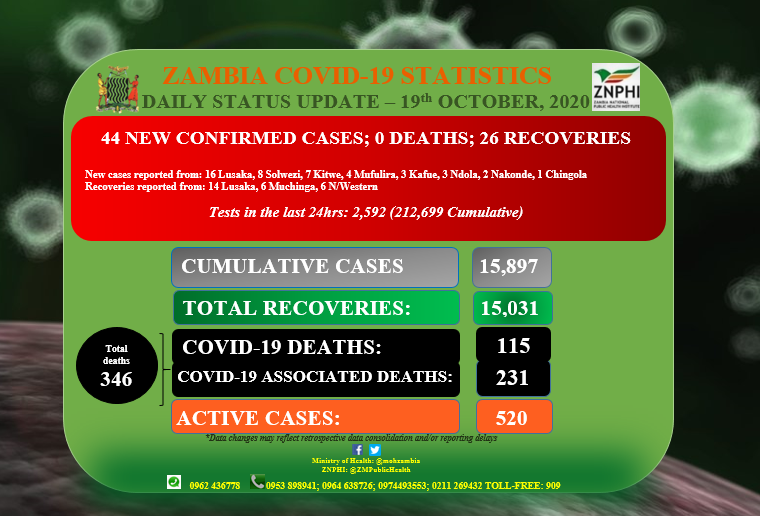 ZAMBIA COVID-19 STATISTICS
DAILY STATUS UPDATE – 19th OCTOBER, 2020
ZNPHI
ZAMBIA NATIONAL
PUBLIC HEALTH INSTITUTE
44 NEW CONFIRMED CASES; 0 DEATHS; 26 RECOVERIES
New cases reported from: 16 Lusaka, 8 Solwezi, 7 Kitwe, 4 Mufulira, 3 Kafue, 3 Ndola, 2 Nakonde, 1 Chingola
Recoveries reported from: 14 Lusaka, 6 Muchinga, 6 N/Western
Tests in the last 24hrs: 2,592 (212,699 Cumulative)
CUMULATIVE CASES 15,897
TOTAL RECOVERIES: 15,031
Total
deaths
346
COVID-19 DEATHS: 115
COVID-19 ASSOCIATED DEATHS: 231
ACTIVE CASES: 520
*Data changes may reflect retrospective data consolidation and/or reporting delays
Ministry of Health: @mohzambia
ZNPHI: @ZMPublicHealth
0962 436778 0953 898941; 0964 638726; 0974493553; 0211 269432 TOLL-FREE: 909